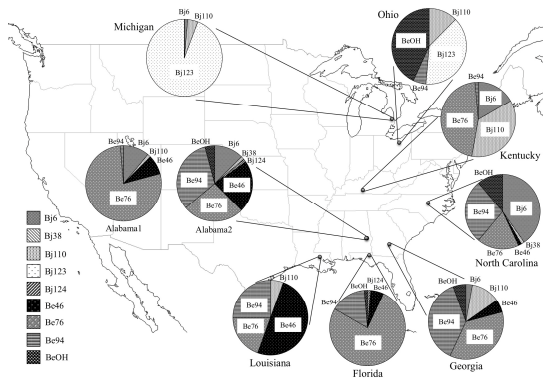 Michigan
Bj6
Bj110
Bj123
Ohio
Bj110
BeOH
Bj123
Be94
Be94
Bj6
Be76
Bj110
Kentucky
Be94
Bj6
Bj110
Be46
Be76
Alabama1
BeOH
Bj6
Bj38
Bj124
Be94
Be46
Be76
Alabama2
BeOH
Bj6
Be94
Bj38
Be76
Be46
North Carolina
Bj6
Bj38
Bj110
Bj123
Bj124
Be46
Be76
Be94
BeOH
Bj110
Be94
Be76
Be46
Louisiana
Bj124
Be46
Be94
Be76
Florida
BeOH
Bj6
Bj110
Be46
Be94
Be76
Georgia